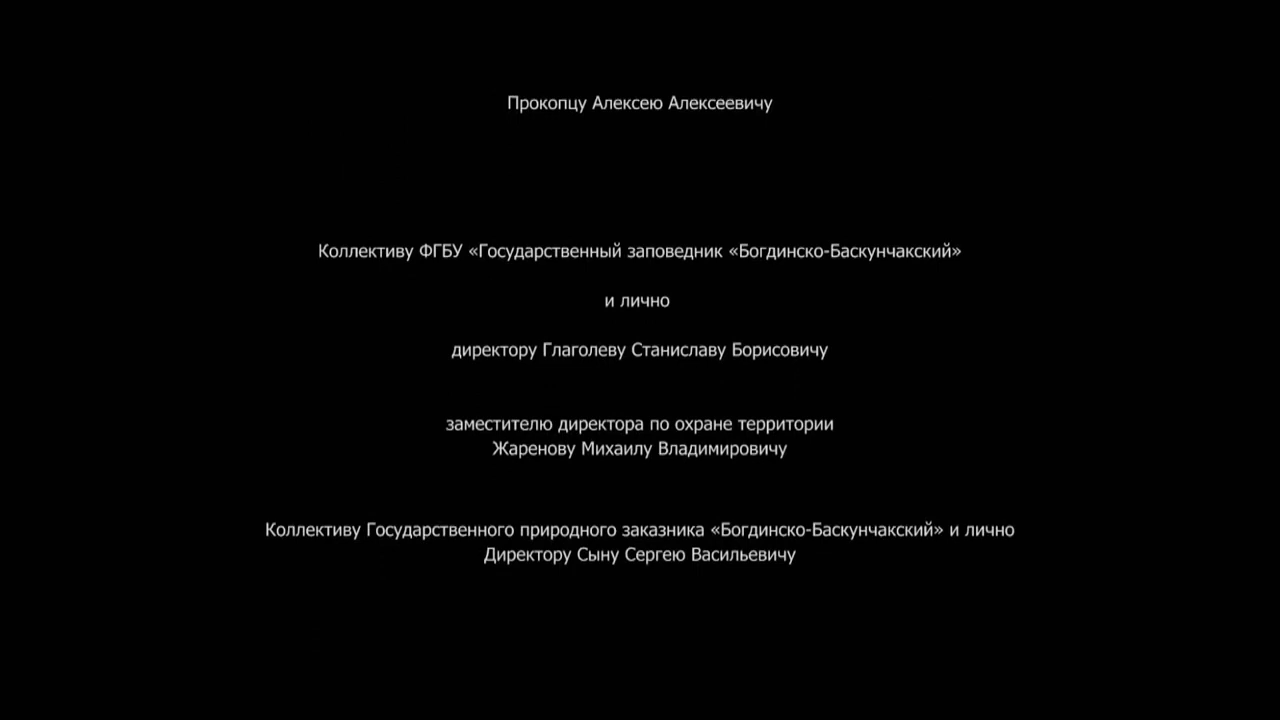 Прокопцу Алексею Алексеевичу
Коллективу ФГБУ «Государственный заповедник «Богдинско-Баскунчакский»
и лично
директору Глаголеву Станиславу Борисовичу
заместителю директора по охране территории
Жаренову Михаилу Владимировичу
Коллективу Государственного природного заказника «Богдинско-Баскунчакский» и лично
Директору Сыну Сергею Васильевичу